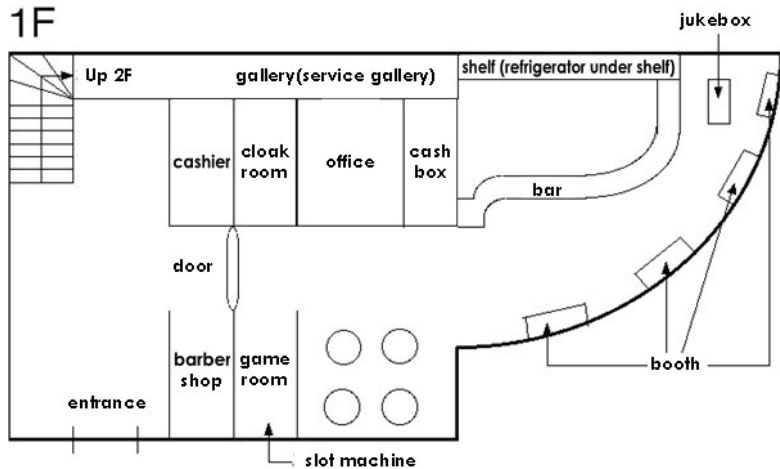 1F
jukebox
Up 2F
gallery(service gallery)
shelf (refrigerator under shelf)
cashier
cloak
room
office
cash
box
bar
door
barber
shop
game
room
booth
entrance
slot machine